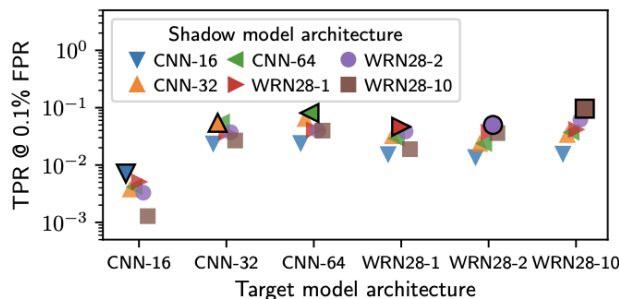 Shadow model architecture
CNN-16 CNN-64 WRN28-2
CNN-32 WRN28-1 WRN28-10
TPR @ 0.1% FPR
10⁰
10⁻¹
10⁻²
10⁻³
CNN-16 CNN-32 CNN-64 WRN28-1 WRN28-2 WRN28-10
Target model architecture